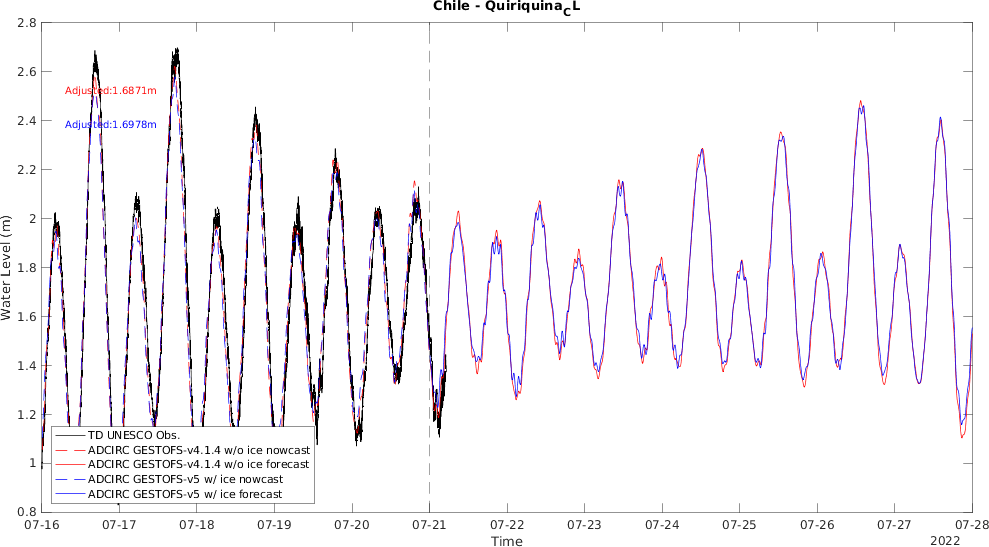 Chile - Quiriquina_CL
2.8
2.6
2.4
2.2
2
1.8
1.6
1.4
1.2
1
0.8
Water Level (m)
Adjusted:1.6871m
Adjusted:1.6978m
TD UNESCO Obs.
ADCIRC GESTOFS-v4.1.4 w/o ice nowcast
ADCIRC GESTOFS-v4.1.4 w/o ice forecast
ADCIRC GESTOFS-v5 w/ ice nowcast
ADCIRC GESTOFS-v5 w/ ice forecast
07-16 07-17 07-18 07-19 07-20 07-21 07-22 07-23 07-24 07-25 07-26 07-27 07-28
Time
2022